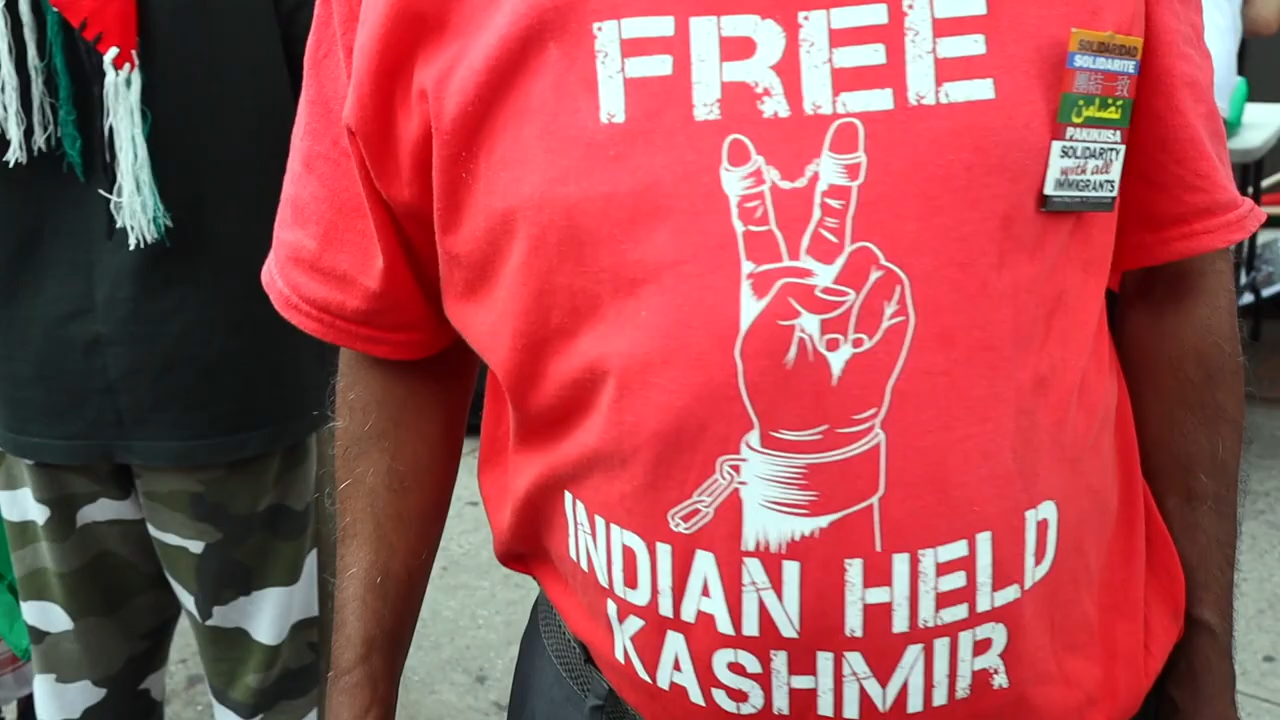 FREE
SOLIDARIDAD
SOLIDARITE
團結一致
تضامن
PAKIKIISA
SOLIDARITY
with all
IMMIGRANTS
INDIAN HELD
KASHMIR